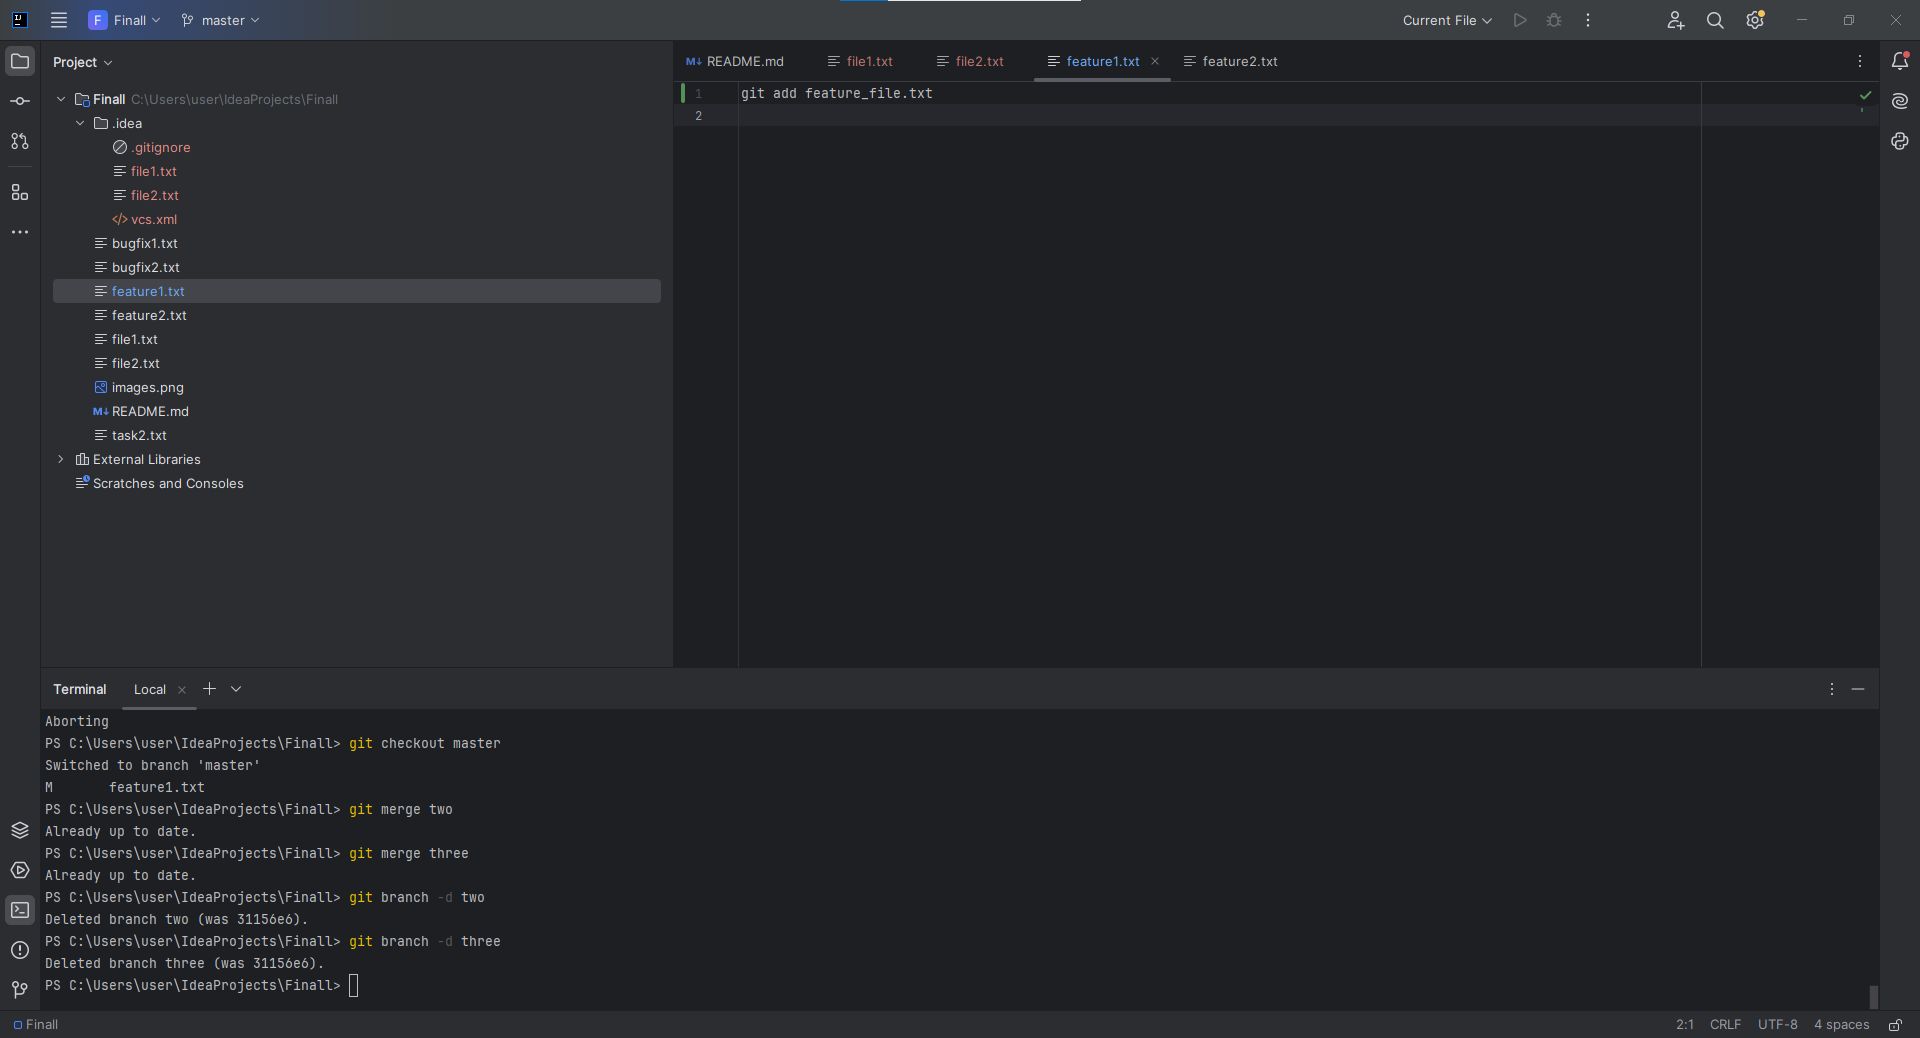 F Finall master Current File
Project
README.md file1.txt file2.txt feature1.txt feature2.txt
Finall C:\Users\user\IdeaProjects\Finall
.idea
.gitignore
file1.txt
file2.txt
</> vcs.xml
bugfix1.txt
bugfix2.txt
feature1.txt
feature2.txt
file1.txt
file2.txt
images.png
M↓ README.md
task2.txt
External Libraries
Scratches and Consoles
1 git add feature_file.txt
2
Terminal Local
Aborting
PS C:\Users\user\IdeaProjects\Finall> git checkout master
Switched to branch 'master'
M feature1.txt
PS C:\Users\user\IdeaProjects\Finall> git merge two
Already up to date.
PS C:\Users\user\IdeaProjects\Finall> git merge three
Already up to date.
PS C:\Users\user\IdeaProjects\Finall> git branch -d two
Deleted branch two (was 31156e6).
PS C:\Users\user\IdeaProjects\Finall> git branch -d three
Deleted branch three (was 31156e6).
PS C:\Users\user\IdeaProjects\Finall>
Finall 2:1 CRLF UTF-8 4 spaces